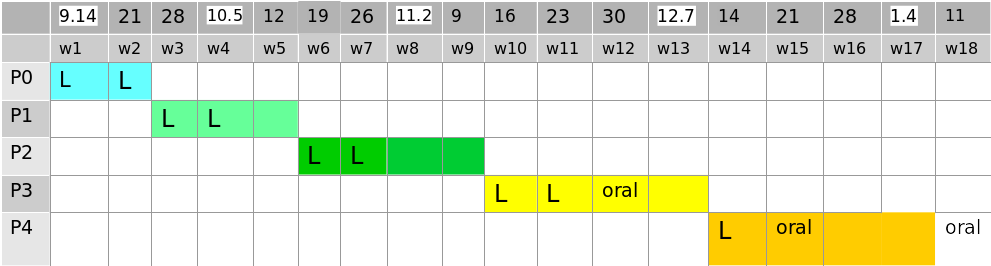 9.14 21 28 10.5 12 19 26 11.2 9 16 23 30 12.7 14 21 28 1.4 11
w1 w2 w3 w4 w5 w6 w7 w8 w9 w10 w11 w12 w13 w14 w15 w16 w17 w18
P0 L L
P1 L L
P2 L L
P3 L L oral
P4 L oral oral